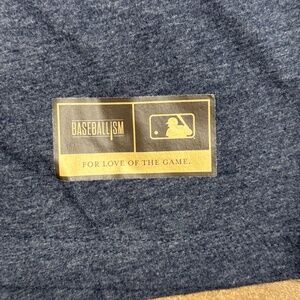 BASEBALLISM
FOR LOVE OF THE GAME.